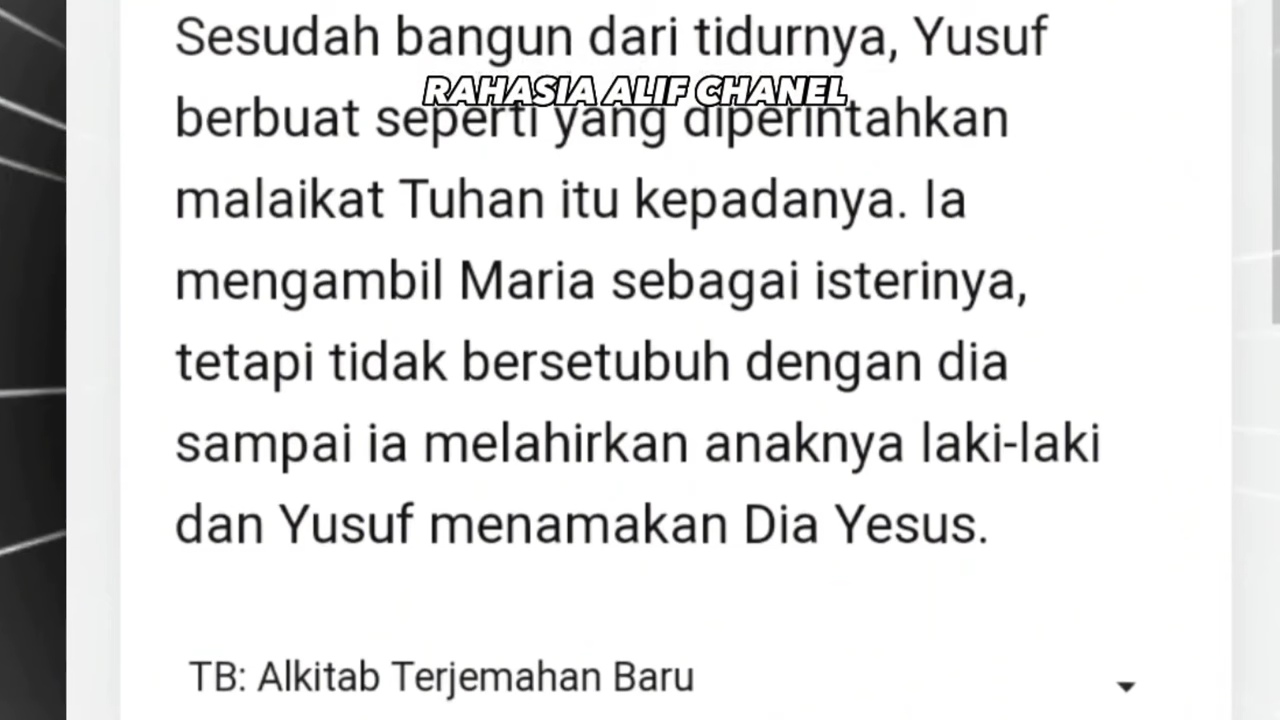 Sesudah bangun dari tidurnya, Yusuf
RAHASIA ALIF CHANEL
berbuat seperti yang diperintahkan
malaikat Tuhan itu kepadanya. Ia
mengambil Maria sebagai isterinya,
tetapi tidak bersetubuh dengan dia
sampai ia melahirkan anaknya laki-laki
dan Yusuf menamakan Dia Yesus.
TB: Alkitab Terjemahan Baru